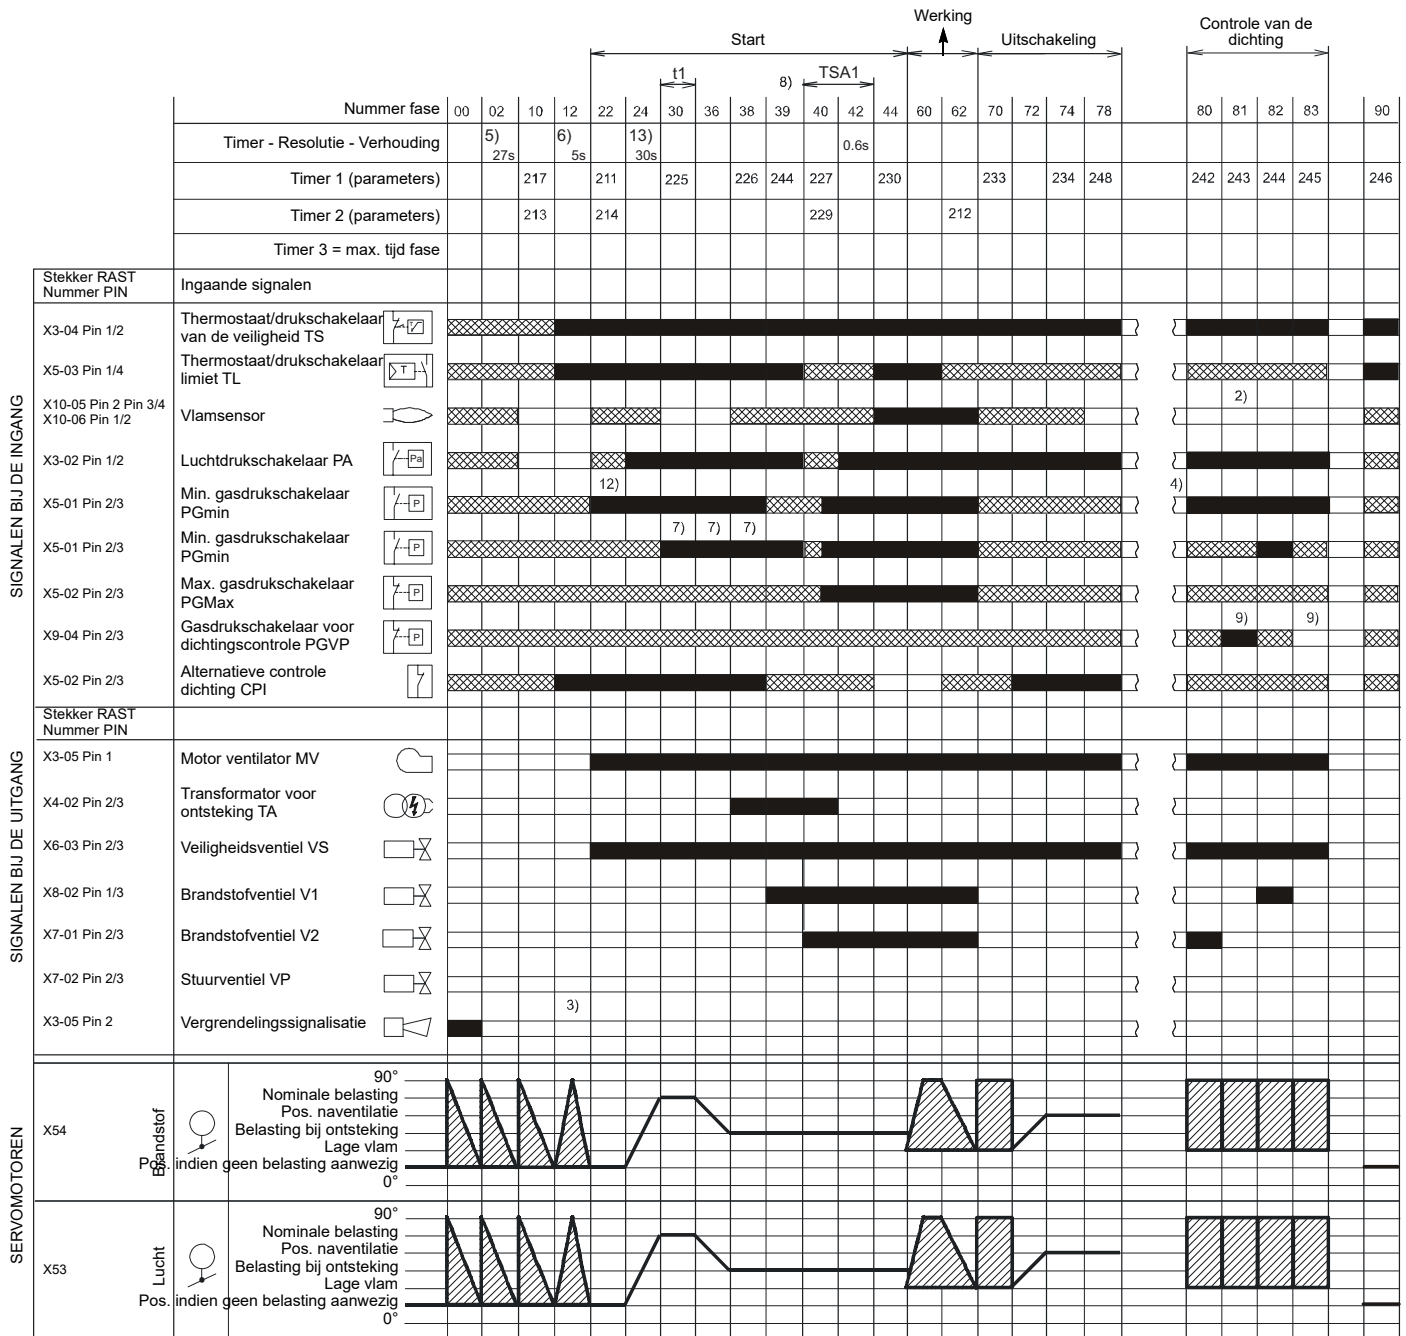 Werking
Start
Uitschakeling
Controle van de
dichting
t1
8)
TSA1
Nummer fase 00 02 10 12 22 24 30 36 38 39 40 42 44 60 62 70 72 74 78 80 81 82 83 90
Timer - Resolutie - Verhouding 5) 27s 6) 5s 13) 30s 0.6s
Timer 1 (parameters) 217 211 225 226 244 227 230 233 234 248 242 243 244 245 246
Timer 2 (parameters) 213 214 229 212
Timer 3 = max. tijd fase
Stekker RAST
Nummer PIN
Ingaande signalen
SIGNALEN BIJ DE INGANG
X3-04 Pin 1/2
Thermostaat/drukschakelaar
van de veiligheid TS
X5-03 Pin 1/4
Thermostaat/drukschakelaar
limiet TL
T
2)
X10-05 Pin 2 Pin 3/4
X10-06 Pin 1/2
Vlamsensor
X3-02 Pin 1/2
Luchtdrukschakelaar PA
Pa
12)
4)
X5-01 Pin 2/3
Min. gasdrukschakelaar
PGmin
P
7) 7) 7)
X5-01 Pin 2/3
Min. gasdrukschakelaar
PGmin
P
X5-02 Pin 2/3
Max. gasdrukschakelaar
PGMax
P
9) 9)
X9-04 Pin 2/3
Gasdrukschakelaar voor
dichtingscontrole PGVP
P
X5-02 Pin 2/3
Alternatieve controle
dichting CPI
Stekker RAST
Nummer PIN
SIGNALEN BIJ DE UITGANG
X3-05 Pin 1
Motor ventilator MV
X4-02 Pin 2/3
Transformator voor
ontsteking TA
X6-03 Pin 2/3
Veiligheidsventiel VS
X8-02 Pin 1/3
Brandstofventiel V1
X7-01 Pin 2/3
Brandstofventiel V2
X7-02 Pin 2/3
Stuurventiel VP
3)
X3-05 Pin 2
Vergrendelingssignalisatie
SERVOMOTOREN
X54
Brandstof
90°
Nominale belasting
Pos. naventilatie
Belasting bij ontsteking
Lage vlam
Pos. indien geen belasting aanwezig
0°
X53
Lucht
90°
Nominale belasting
Pos. naventilatie
Belasting bij ontsteking
Lage vlam
Pos. indien geen belasting aanwezig
0°